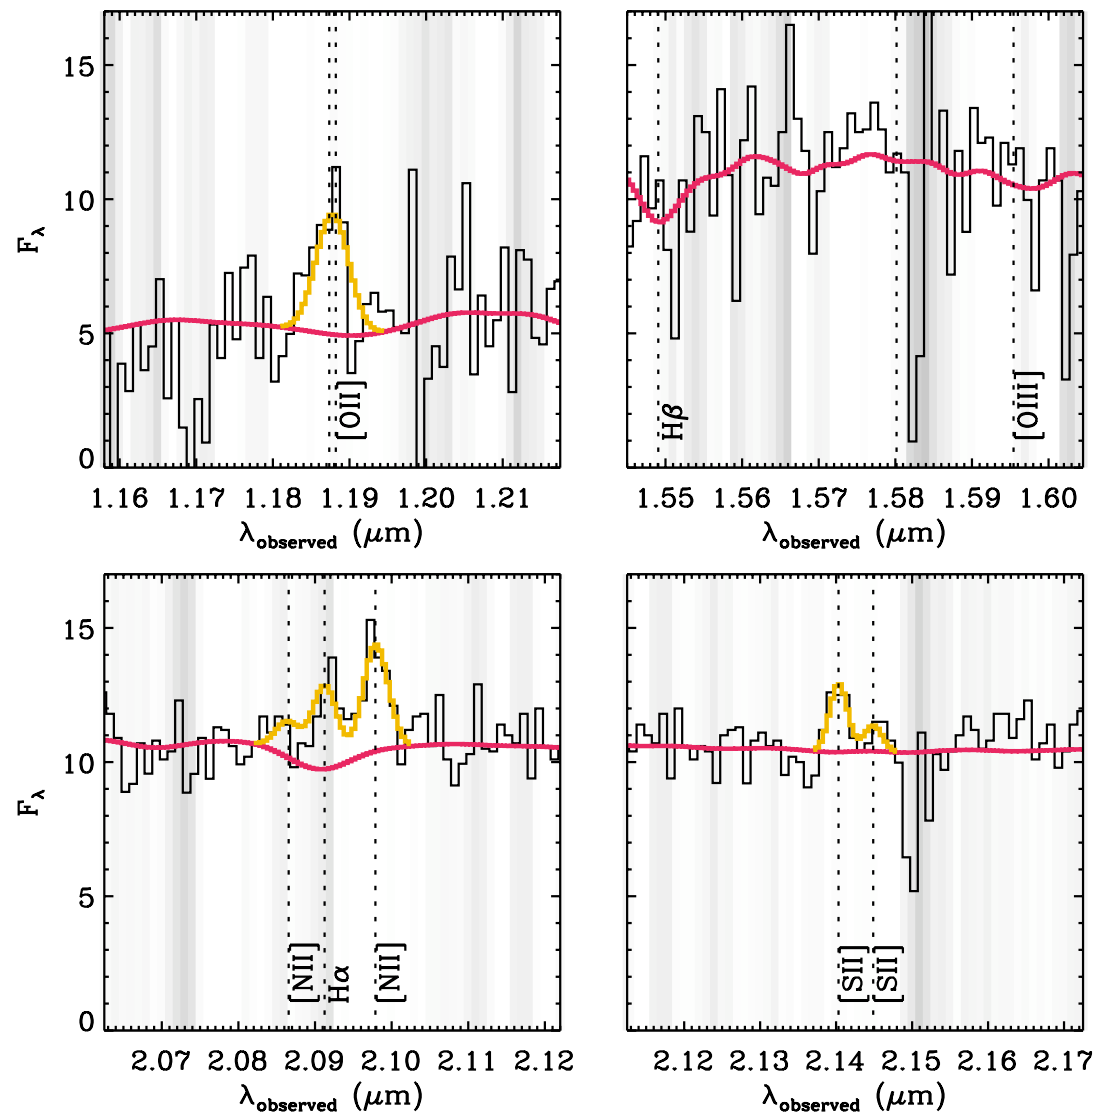 15
10
5
0
F_λ
[OII]
1.16 1.17 1.18 1.19 1.20 1.21
λ_observed (μm)
Hβ
[OIII]
1.55 1.56 1.57 1.58 1.59 1.60
λ_observed (μm)
15
10
5
0
F_λ
[NII]
Hα
[NII]
2.07 2.08 2.09 2.10 2.11 2.12
λ_observed (μm)
[SII]
[SII]
2.12 2.13 2.14 2.15 2.16 2.17
λ_observed (μm)